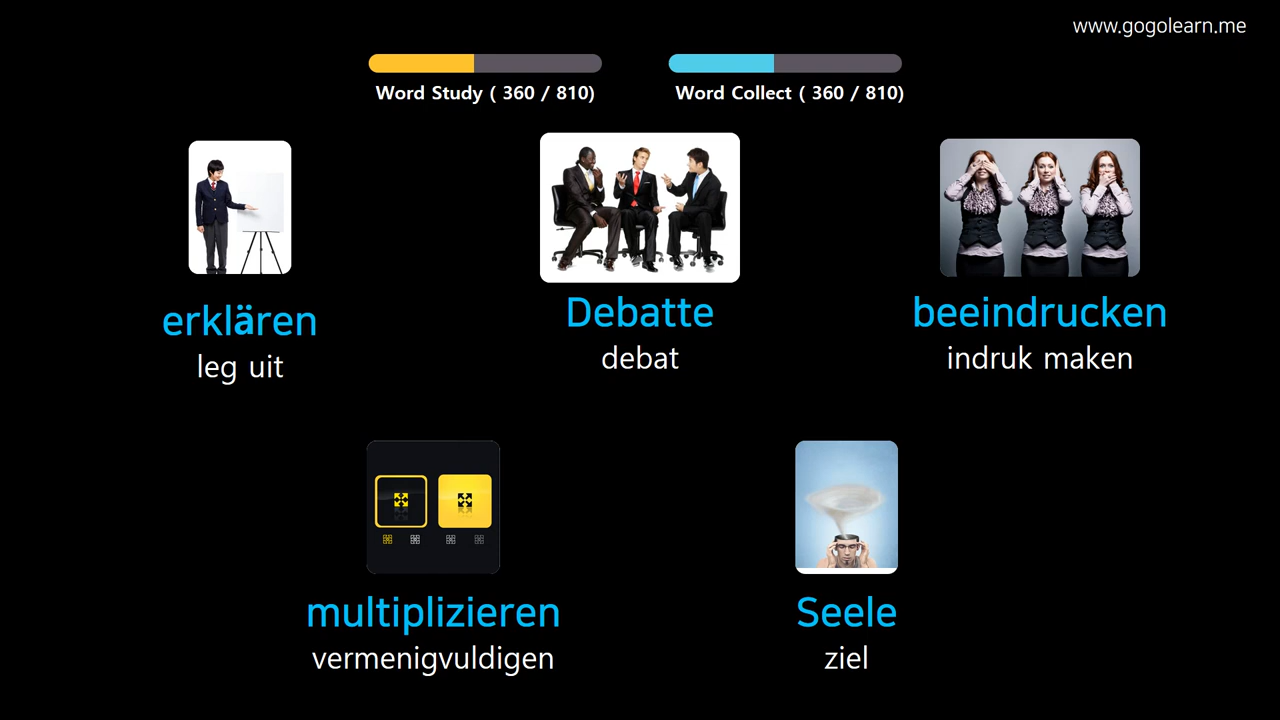 www.gogolearn.me
Word Study ( 360 / 810)
Word Collect ( 360 / 810)
erklären
leg uit
Debatte
debat
beeindrucken
indruk maken
multiplizieren
vermenigvuldigen
Seele
ziel